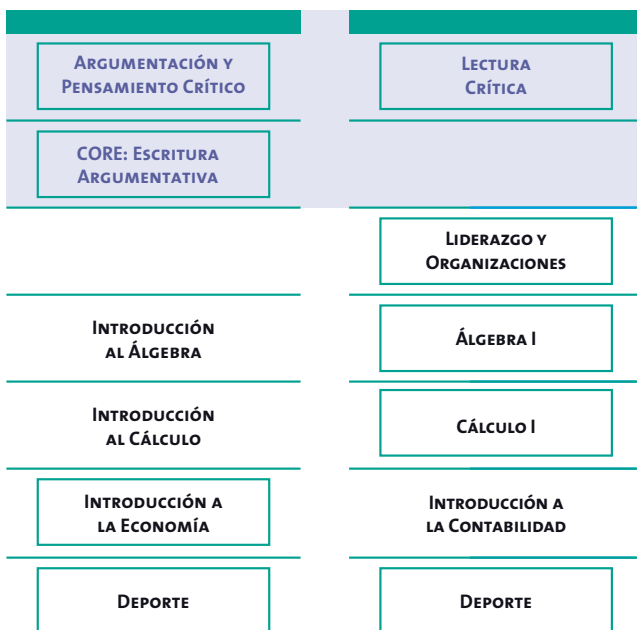 Argumentación y
Pensamiento Crítico
CORE: Escritura
Argumentativa
Introducción
al Álgebra
Introducción
al Cálculo
Introducción a
la Economía
Deporte
Lectura
Crítica
Liderazgo y
Organizaciones
Álgebra I
Cálculo I
Introducción a
la Contabilidad
Deporte